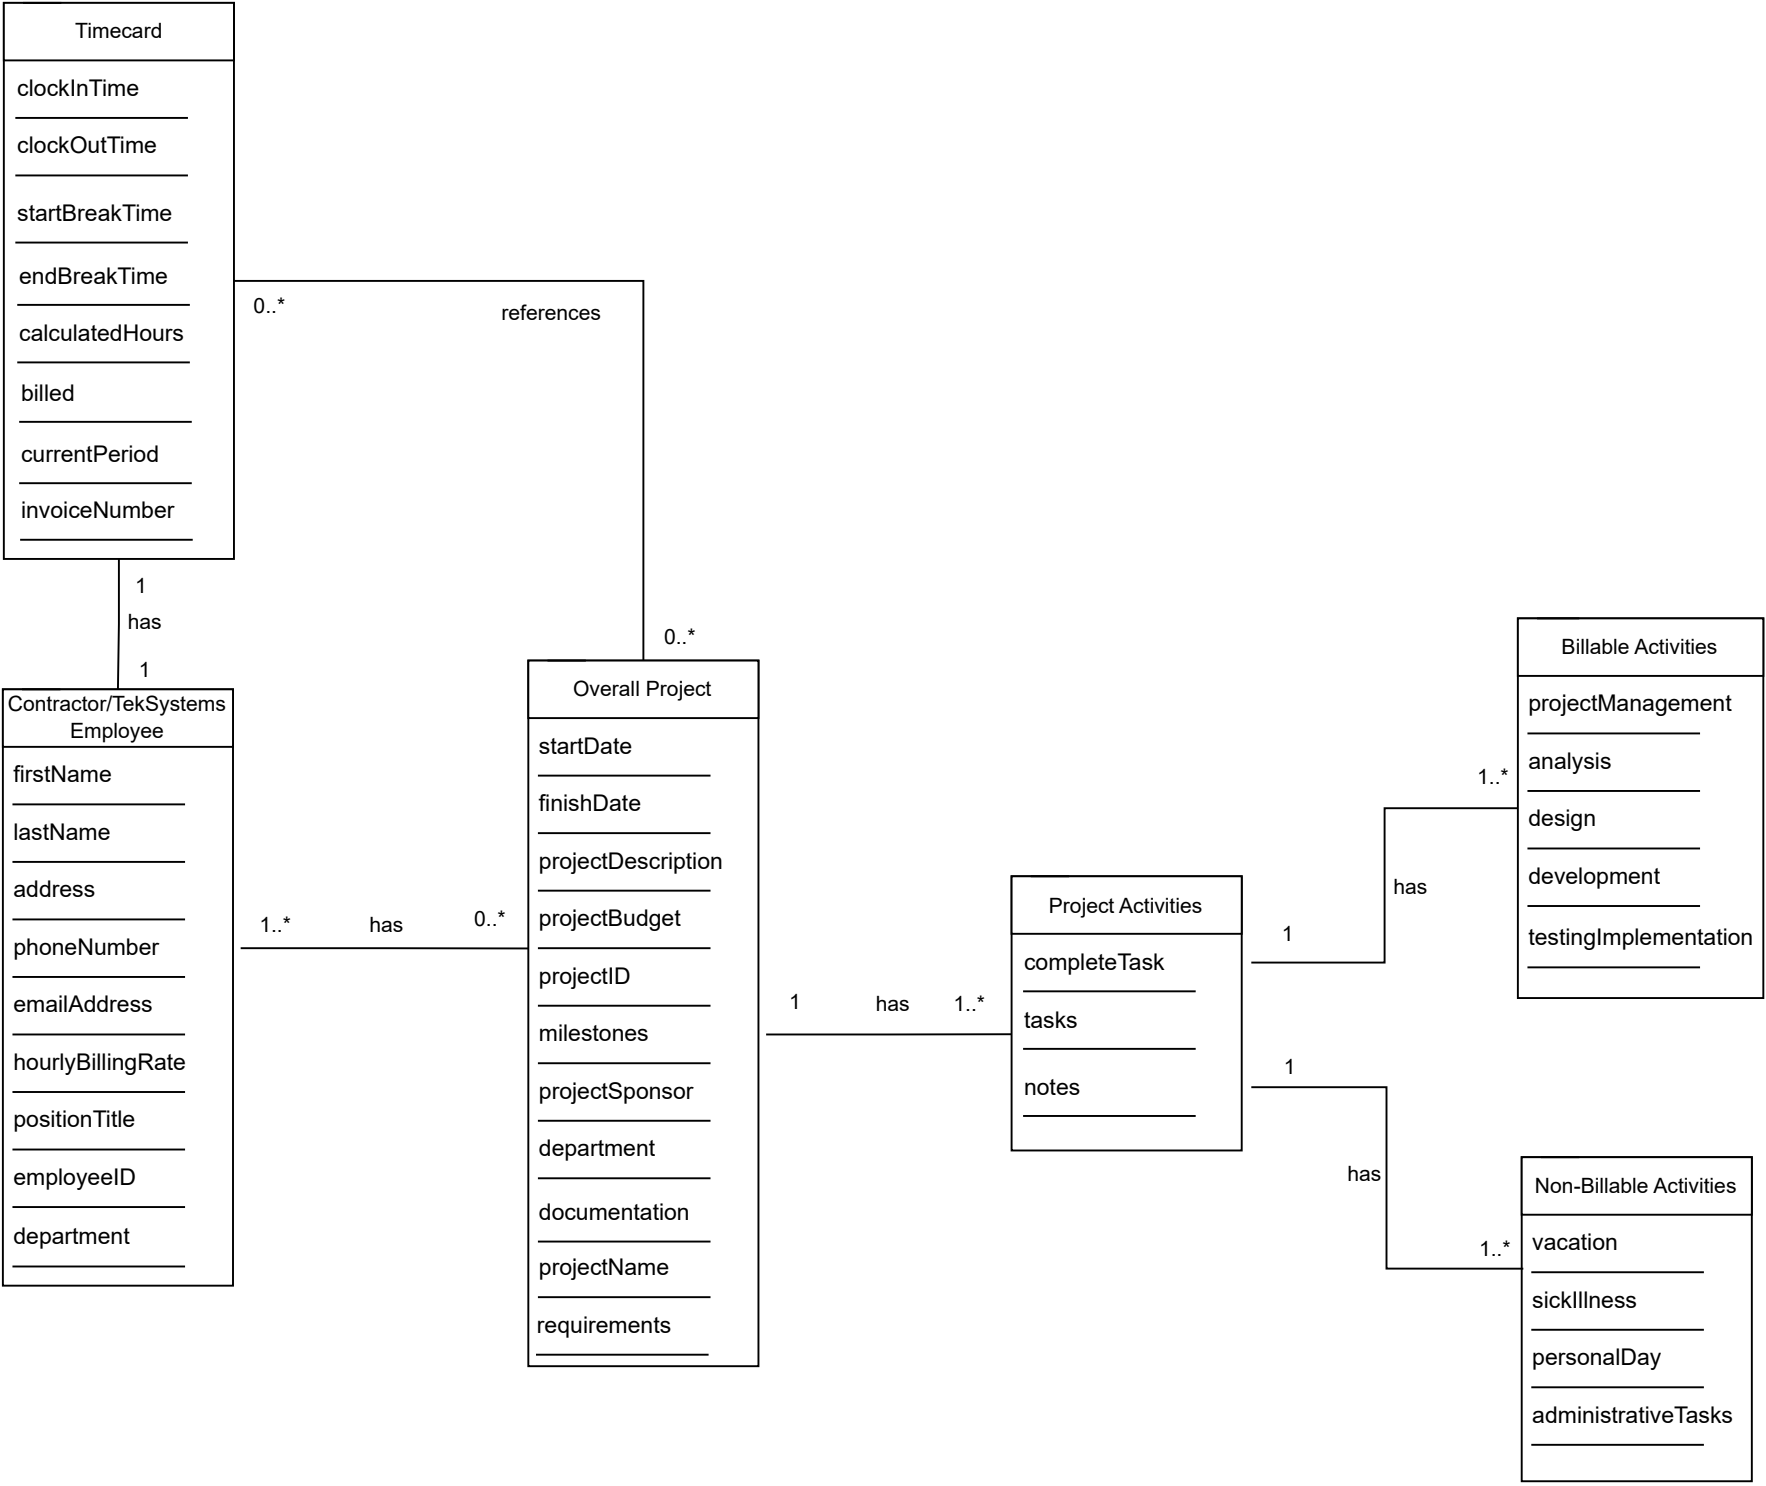 Timecard
clockInTime
clockOutTime
startBreakTime
endBreakTime
calculatedHours
billed
currentPeriod
invoiceNumber
0..*
references
0..*
1
has
1
Contractor/TekSystems
Employee
firstName
lastName
address
phoneNumber
emailAddress
hourlyBillingRate
positionTitle
employeeID
department
1..*
has
0..*
Overall Project
startDate
finishDate
projectDescription
projectBudget
projectID
milestones
projectSponsor
department
documentation
projectName
requirements
1
has
1..*
Project Activities
completeTask
tasks
notes
1
has
1..*
Billable Activities
projectManagement
analysis
design
development
testingImplementation
1
has
1..*
Non-Billable Activities
vacation
sickIllness
personalDay
administrativeTasks